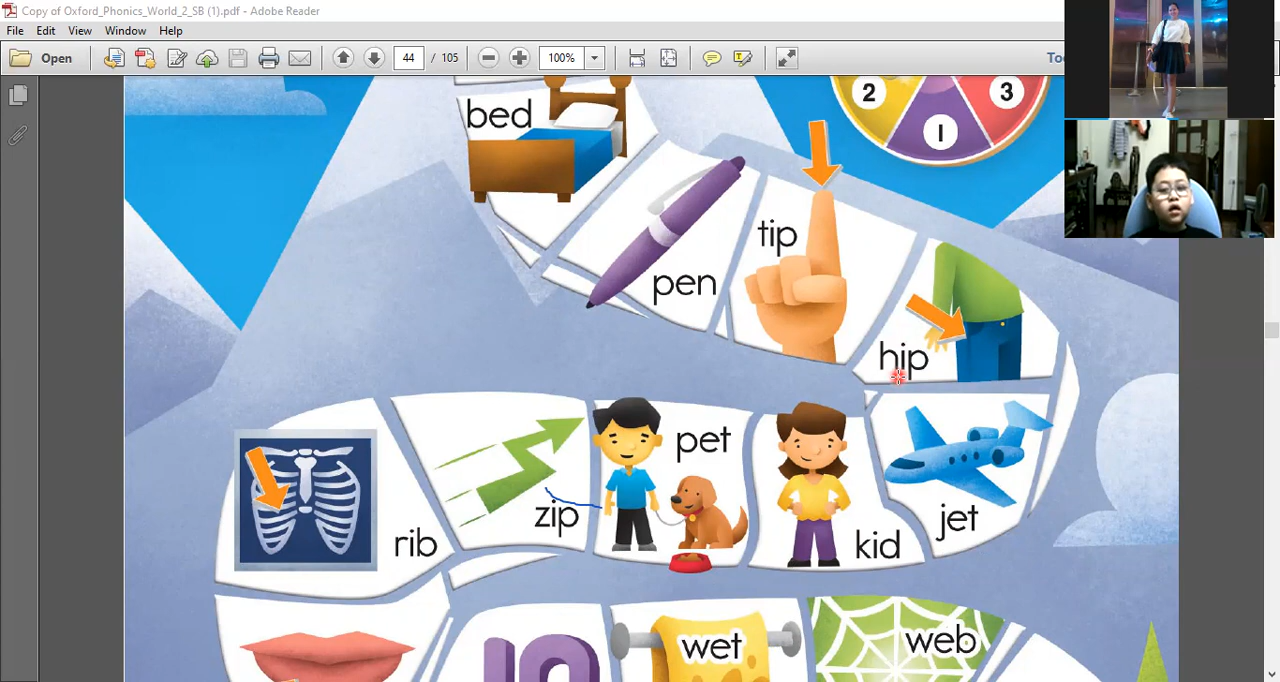 Copy of Oxford_Phonics_World_2_SB (1).pdf - Adobe Reader
File Edit View Window Help
Open 44 / 105 100%
2 3
1
bed
pen
tip
hip
rib
zip
pet
kid
jet
10
wet
web